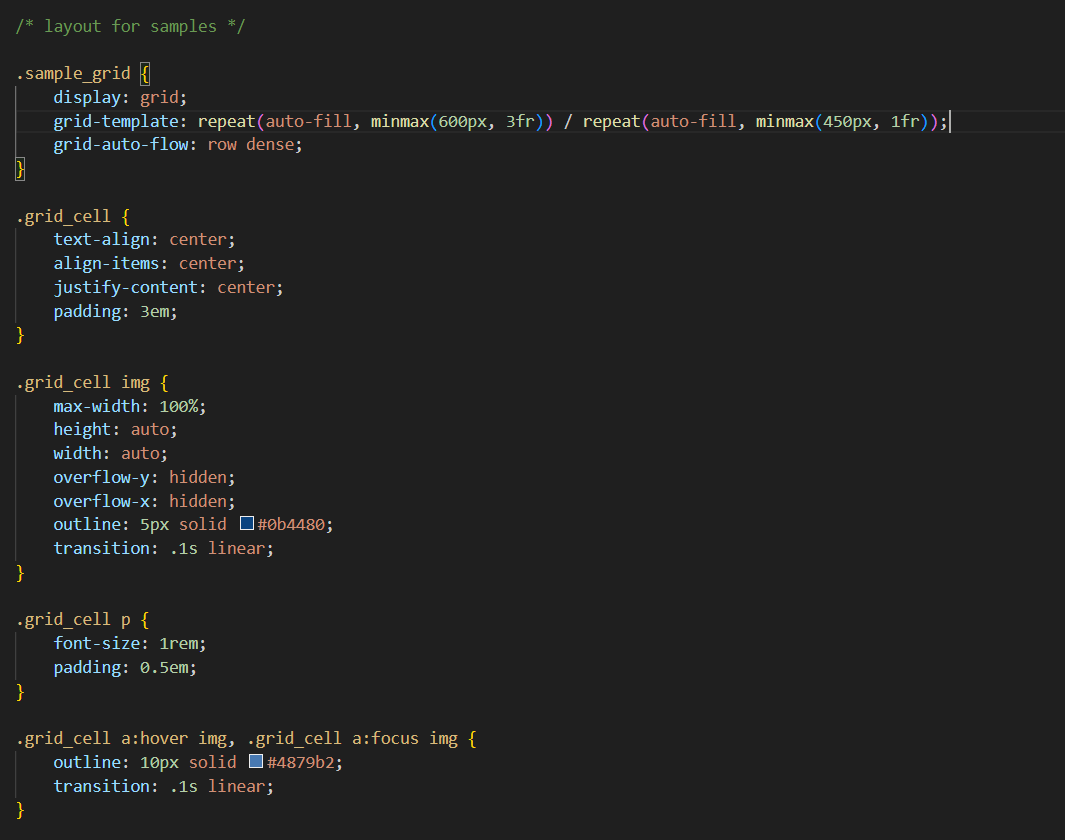 /* layout for samples */
.sample_grid {
display: grid;
grid-template: repeat(auto-fill, minmax(600px, 3fr)) / repeat(auto-fill, minmax(450px, 1fr));
grid-auto-flow: row dense;
}
.grid_cell {
text-align: center;
align-items: center;
justify-content: center;
padding: 3em;
}
.grid_cell img {
max-width: 100%;
height: auto;
width: auto;
overflow-y: hidden;
overflow-x: hidden;
outline: 5px solid #0b4480;
transition: .1s linear;
}
.grid_cell p {
font-size: 1rem;
padding: 0.5em;
}
.grid_cell a:hover img, .grid_cell a:focus img {
outline: 10px solid #4879b2;
transition: .1s linear;
}